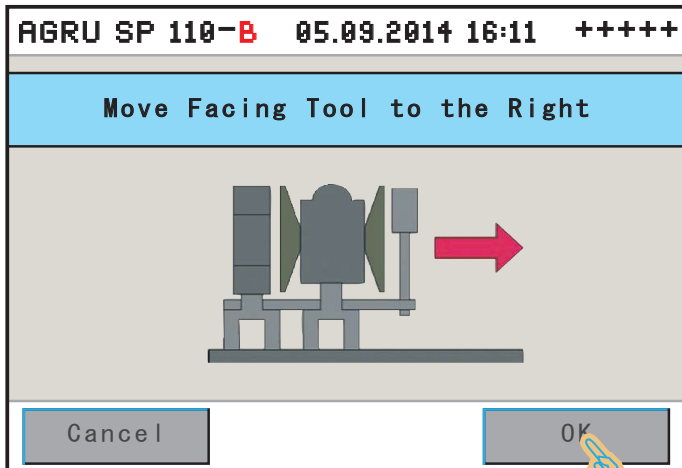 AGRU SP 110-B 05.09.2014 16:11 +++++
Move Facing Tool to the Right
Cancel
OK